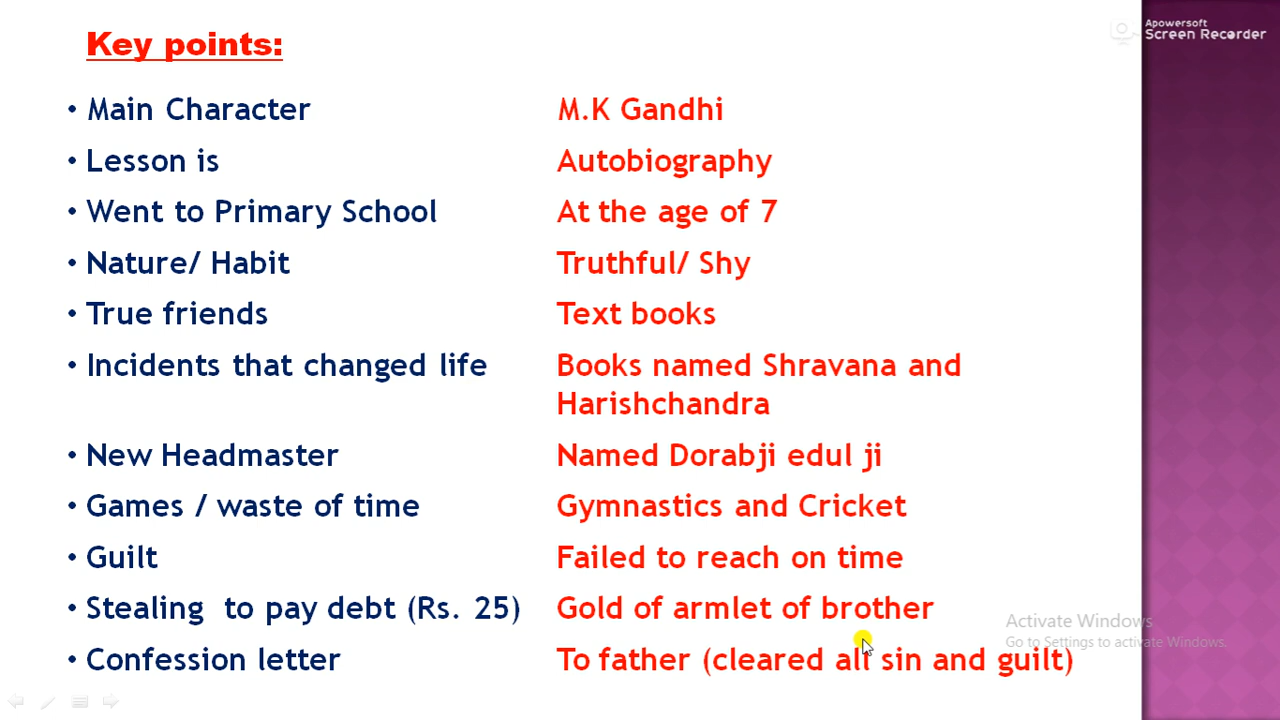 Key points:
• Main Character M.K Gandhi
• Lesson is Autobiography
• Went to Primary School At the age of 7
• Nature/ Habit Truthful/ Shy
• True friends Text books
• Incidents that changed life Books named Shravana and
Harishchandra
• New Headmaster Named Dorabji edul ji
• Games / waste of time Gymnastics and Cricket
• Guilt Failed to reach on time
• Stealing to pay debt (Rs. 25) Gold of armlet of brother
• Confession letter To father (cleared all sin and guilt)
Apowersoft
Screen Recorder
Activate Windows
Go to Settings to activate Windows.